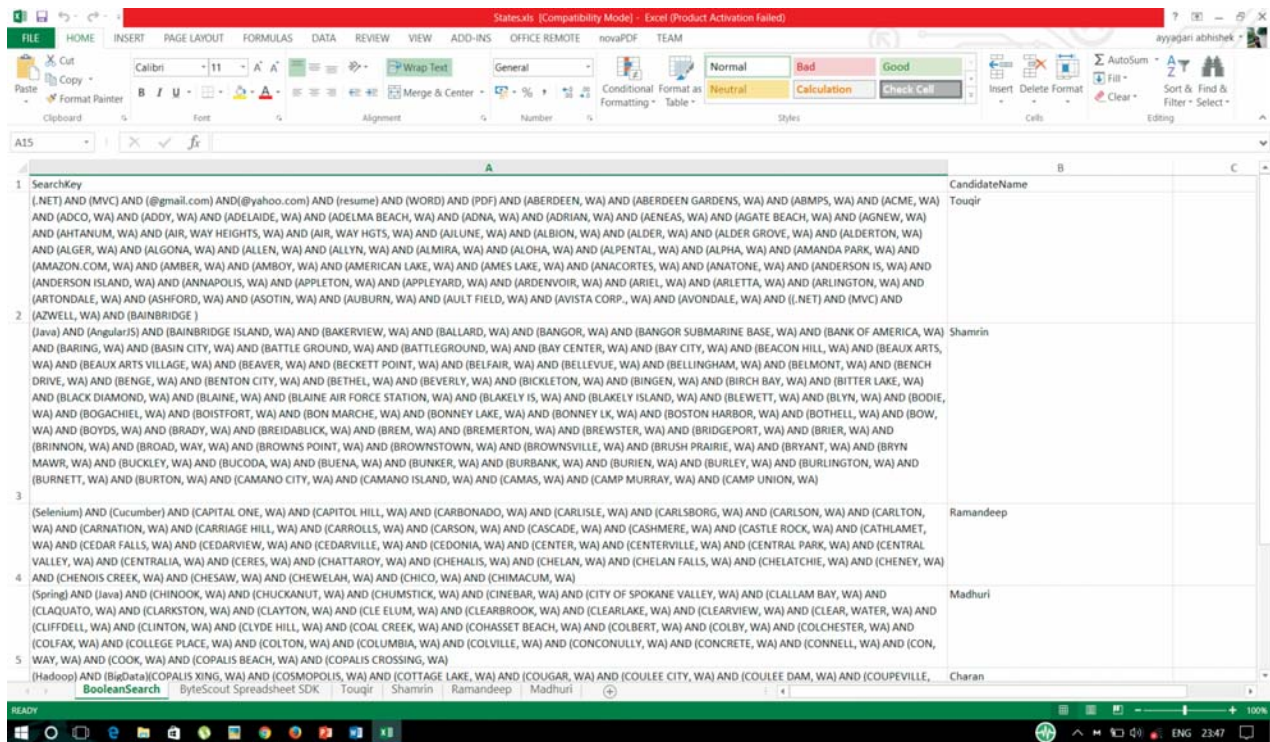 States.xls [Compatibility Mode] - Excel (Product Activation Failed)
FILE HOME INSERT PAGE LAYOUT FORMULAS DATA REVIEW VIEW ADD-INS OFFICE REMOTE novaPDF TEAM ayyagari abhishek
Cut
Copy
Format Painter
Paste
Clipboard
Calibri 11
B I U
Font
Wrap Text
Merge & Center
Alignment
General
Number
Conditional Formatting
Format as Table
Normal Bad Good
Neutral Calculation Check Cell
Styles
Insert Delete Format
Cells
AutoSum
Fill
Clear
Sort & Filter
Find & Select
Editing
A15 fx
A B C
1 SearchKey CandidateName
(.NET) AND (MVC) AND (@gmail.com) AND(@yahoo.com) AND (resume) AND (WORD) AND (PDF) AND (ABERDEEN, WA) AND (ABERDEEN GARDENS, WA) AND (ABMPS, WA) AND (ACME, WA) Touqir
AND (ADCO, WA) AND (ADDY, WA) AND (ADELAIDE, WA) AND (ADELMA BEACH, WA) AND (ADNA, WA) AND (ADRIAN, WA) AND (AENEAS, WA) AND (AGATE BEACH, WA) AND (AGNEW, WA)
AND (AHTANUM, WA) AND (AIR, WAY HEIGHTS, WA) AND (AIR, WAY HGTS, WA) AND (AJLUNE, WA) AND (ALBION, WA) AND (ALDER, WA) AND (ALDER GROVE, WA) AND (ALDERTON, WA)
AND (ALGER, WA) AND (ALGONA, WA) AND (ALLEN, WA) AND (ALLYN, WA) AND (ALMIRA, WA) AND (ALOHA, WA) AND (ALPENTAL, WA) AND (ALPHA, WA) AND (AMANDA PARK, WA) AND
(AMAZON.COM, WA) AND (AMBER, WA) AND (AMBOY, WA) AND (AMERICAN LAKE, WA) AND (AMES LAKE, WA) AND (ANACORTES, WA) AND (ANATONE, WA) AND (ANDERSON IS, WA) AND
(ANDERSON ISLAND, WA) AND (ANNAPOLIS, WA) AND (APPLETON, WA) AND (APPLEYARD, WA) AND (ARDENVOIR, WA) AND (ARIEL, WA) AND (ARLETTA, WA) AND (ARLINGTON, WA) AND
(ARTONDALE, WA) AND (ASHFORD, WA) AND (ASOTIN, WA) AND (AUBURN, WA) AND (AULT FIELD, WA) AND (AVISTA CORP., WA) AND (AVONDALE, WA) AND ((.NET) AND (MVC) AND
2 (AZWELL, WA) AND (BAINBRIDGE )
(Java) AND (AngularJS) AND (BAINBRIDGE ISLAND, WA) AND (BAKERVIEW, WA) AND (BALLARD, WA) AND (BANGOR, WA) AND (BANGOR SUBMARINE BASE, WA) AND (BANK OF AMERICA, WA) Shamrin
AND (BARING, WA) AND (BASIN CITY, WA) AND (BATTLE GROUND, WA) AND (BATTLEGROUND, WA) AND (BAY CENTER, WA) AND (BAY CITY, WA) AND (BEACON HILL, WA) AND (BEAUX ARTS,
WA) AND (BEAUX ARTS VILLAGE, WA) AND (BEAVER, WA) AND (BECKETT POINT, WA) AND (BELFAIR, WA) AND (BELLEVUE, WA) AND (BELLINGHAM, WA) AND (BELMONT, WA) AND (BENCH
DRIVE, WA) AND (BENGE, WA) AND (BENTON CITY, WA) AND (BETHEL, WA) AND (BEVERLY, WA) AND (BICKLETON, WA) AND (BINGEN, WA) AND (BIRCH BAY, WA) AND (BITTER LAKE, WA)
AND (BLACK DIAMOND, WA) AND (BLAINE, WA) AND (BLAINE AIR FORCE STATION, WA) AND (BLAKELY IS, WA) AND (BLAKELY ISLAND, WA) AND (BLEWETT, WA) AND (BLYN, WA) AND (BODIE,
WA) AND (BOGACHIEL, WA) AND (BOISTFORT, WA) AND (BON MARCHE, WA) AND (BONNEY LAKE, WA) AND (BONNEY LK, WA) AND (BOSTON HARBOR, WA) AND (BOTHELL, WA) AND (BOW,
WA) AND (BOYDS, WA) AND (BRADY, WA) AND (BREIDABLICK, WA) AND (BREM, WA) AND (BREMERTON, WA) AND (BREWSTER, WA) AND (BRIDGEPORT, WA) AND (BRIER, WA) AND
(BRINNON, WA) AND (BROAD, WAY, WA) AND (BROWNS POINT, WA) AND (BROWNSTOWN, WA) AND (BROWNSVILLE, WA) AND (BRUSH PRAIRIE, WA) AND (BRYANT, WA) AND (BRYN
MAWR, WA) AND (BUCKLEY, WA) AND (BUCODA, WA) AND (BUENA, WA) AND (BUNKER, WA) AND (BURBANK, WA) AND (BURIEN, WA) AND (BURLEY, WA) AND (BURLINGTON, WA) AND
(BURNETT, WA) AND (BURTON, WA) AND (CAMANO CITY, WA) AND (CAMANO ISLAND, WA) AND (CAMAS, WA) AND (CAMP MURRAY, WA) AND (CAMP UNION, WA)
3
(Selenium) AND (Cucumber) AND (CAPITAL ONE, WA) AND (CAPITOL HILL, WA) AND (CARBONADO, WA) AND (CARLISLE, WA) AND (CARLSBORG, WA) AND (CARLSON, WA) AND (CARLTON, Ramandeep
WA) AND (CARNATION, WA) AND (CARRIAGE HILL, WA) AND (CARROLLS, WA) AND (CARSON, WA) AND (CASCADE, WA) AND (CASHMERE, WA) AND (CASTLE ROCK, WA) AND (CATHLAMET,
WA) AND (CEDAR FALLS, WA) AND (CEDARVIEW, WA) AND (CEDARVILLE, WA) AND (CEDONIA, WA) AND (CENTER, WA) AND (CENTERVILLE, WA) AND (CENTRAL PARK, WA) AND (CENTRAL
VALLEY, WA) AND (CENTRALIA, WA) AND (CERES, WA) AND (CHATTAROY, WA) AND (CHEHALIS, WA) AND (CHELAN, WA) AND (CHELAN FALLS, WA) AND (CHELATCHIE, WA) AND (CHENEY, WA)
4 AND (CHENOIS CREEK, WA) AND (CHESAW, WA) AND (CHEWELAH, WA) AND (CHICO, WA) AND (CHIMACUM, WA)
(Spring) AND (Java) AND (CHINOOK, WA) AND (CHUCKANUT, WA) AND (CHUMSTICK, WA) AND (CINEBAR, WA) AND (CITY OF SPOKANE VALLEY, WA) AND (CLALLAM BAY, WA) AND Madhuri
(CLAQUATO, WA) AND (CLARKSTON, WA) AND (CLAYTON, WA) AND (CLE ELUM, WA) AND (CLEARBROOK, WA) AND (CLEARLAKE, WA) AND (CLEARVIEW, WA) AND (CLEAR, WATER, WA) AND
(CLIFFDELL, WA) AND (CLINTON, WA) AND (CLYDE HILL, WA) AND (COAL CREEK, WA) AND (COHASSET BEACH, WA) AND (COLBERT, WA) AND (COLBY, WA) AND (COLCHESTER, WA) AND
(COLFAX, WA) AND (COLLEGE PLACE, WA) AND (COLTON, WA) AND (COLUMBIA, WA) AND (COLVILLE, WA) AND (CONCONULLY, WA) AND (CONCRETE, WA) AND (CONNELL, WA) AND (CON,
5 WAY, WA) AND (COOK, WA) AND (COPALIS BEACH, WA) AND (COPALIS CROSSING, WA)
(Hadoop) AND (BigData)(COPALIS XING, WA) AND (COSMOPOLIS, WA) AND (COTTAGE LAKE, WA) AND (COUGAR, WA) AND (COULEE CITY, WA) AND (COULEE DAM, WA) AND (COUPEVILLE, Charan
BooleanSearch ByteScout Spreadsheet SDK Touqir Shamrin Ramandeep Madhuri
READY 100%
ENG 23:47